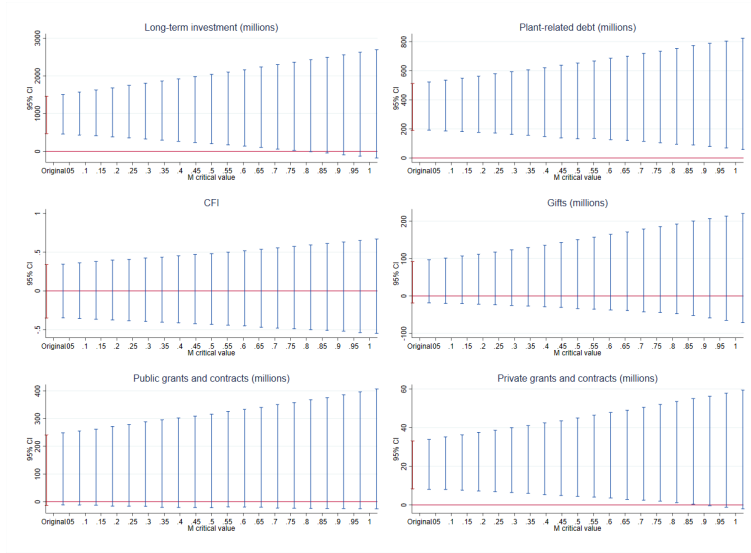 Long-term investment (millions)
95% CI
3000
2000
1000
0
Original.05 .1 .15 .2 .25 .3 .35 .4 .45 .5 .55 .6 .65 .7 .75 .8 .85 .9 .95 1
M critical value
Plant-related debt (millions)
95% CI
800
600
400
200
0
Original.05 .1 .15 .2 .25 .3 .35 .4 .45 .5 .55 .6 .65 .7 .75 .8 .85 .9 .95 1
M critical value
CFI
95% CI
1
.5
0
-.5
Original.05 .1 .15 .2 .25 .3 .35 .4 .45 .5 .55 .6 .65 .7 .75 .8 .85 .9 .95 1
M critical value
Gifts (millions)
95% CI
200
100
0
-100
Original.05 .1 .15 .2 .25 .3 .35 .4 .45 .5 .55 .6 .65 .7 .75 .8 .85 .9 .95 1
M critical value
Public grants and contracts (millions)
95% CI
400
300
200
100
0
Original.05 .1 .15 .2 .25 .3 .35 .4 .45 .5 .55 .6 .65 .7 .75 .8 .85 .9 .95 1
M critical value
Private grants and contracts (millions)
95% CI
60
40
20
0
Original.05 .1 .15 .2 .25 .3 .35 .4 .45 .5 .55 .6 .65 .7 .75 .8 .85 .9 .95 1
M critical value